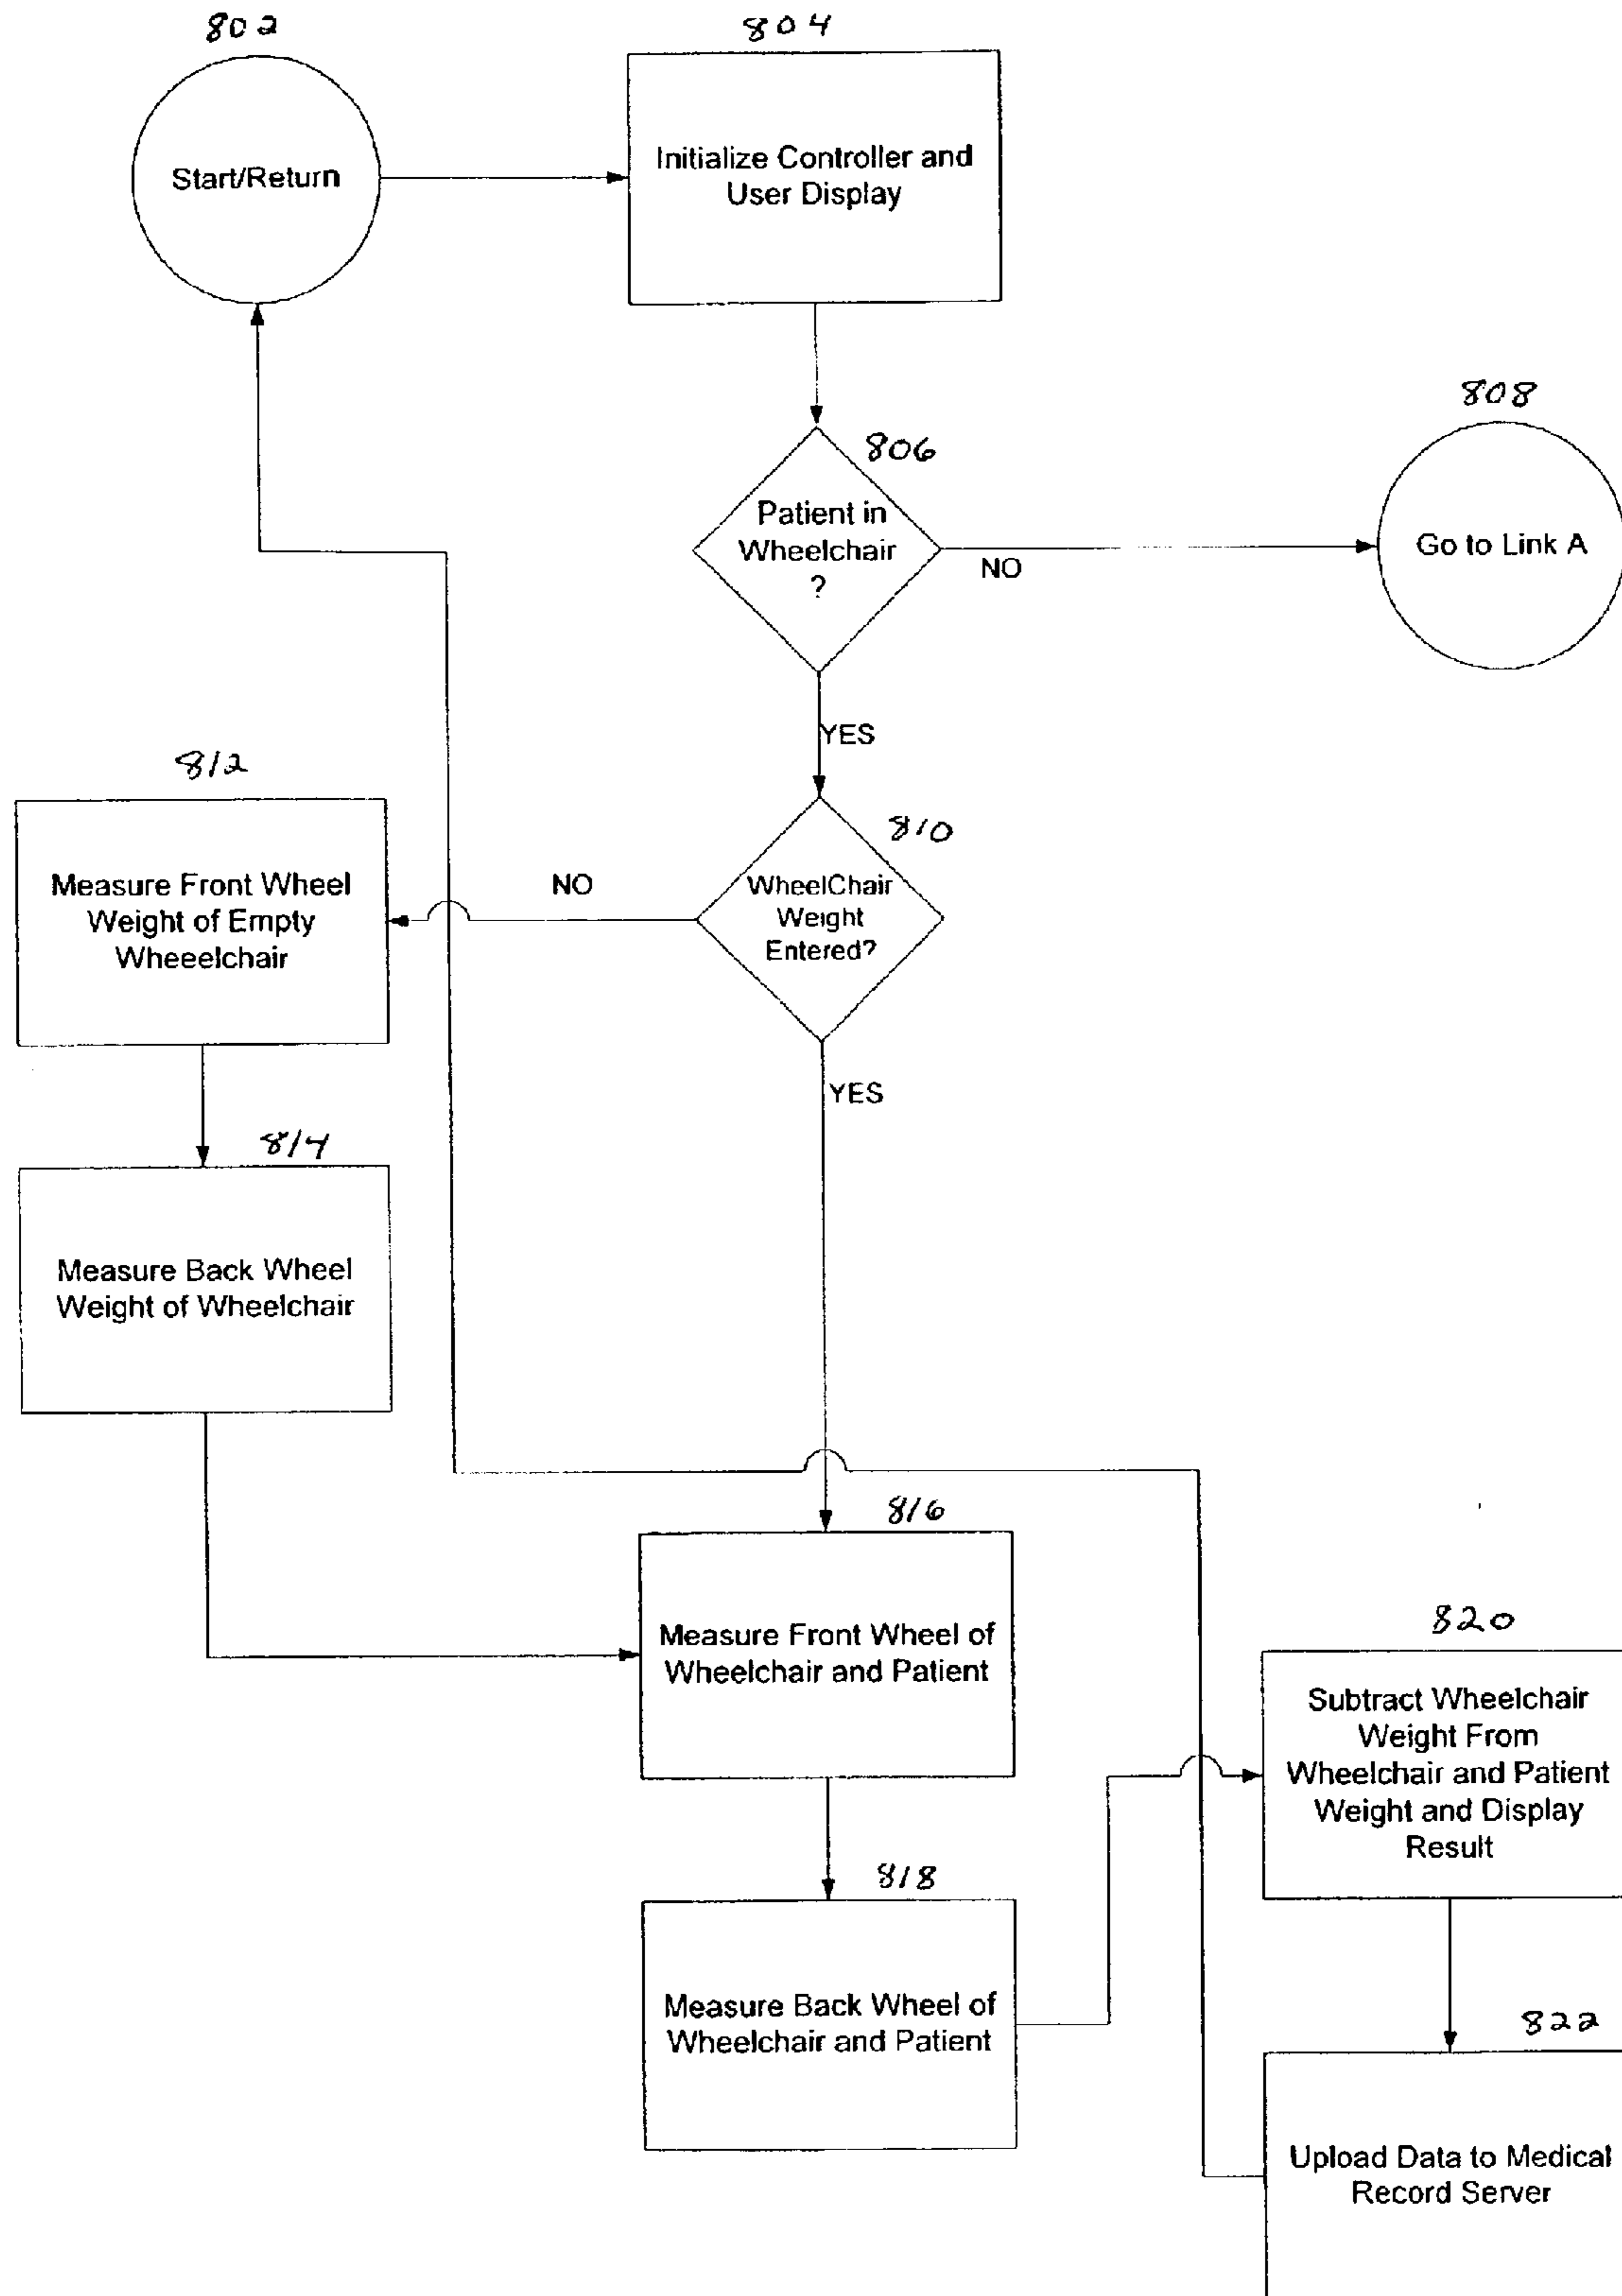 802
Start/Return
804
Initialize Controller and
User Display
806
Patient in
Wheelchair
?
NO
808
Go to Link A
YES
810
WheelChair
Weight
Entered?
NO
812
Measure Front Wheel
Weight of Empty
Wheeelchair
YES
814
Measure Back Wheel
Weight of Wheelchair
816
Measure Front Wheel of
Wheelchair and Patient
818
Measure Back Wheel of
Wheelchair and Patient
820
Subtract Wheelchair
Weight From
Wheelchair and Patient
Weight and Display
Result
822
Upload Data to Medical
Record Server